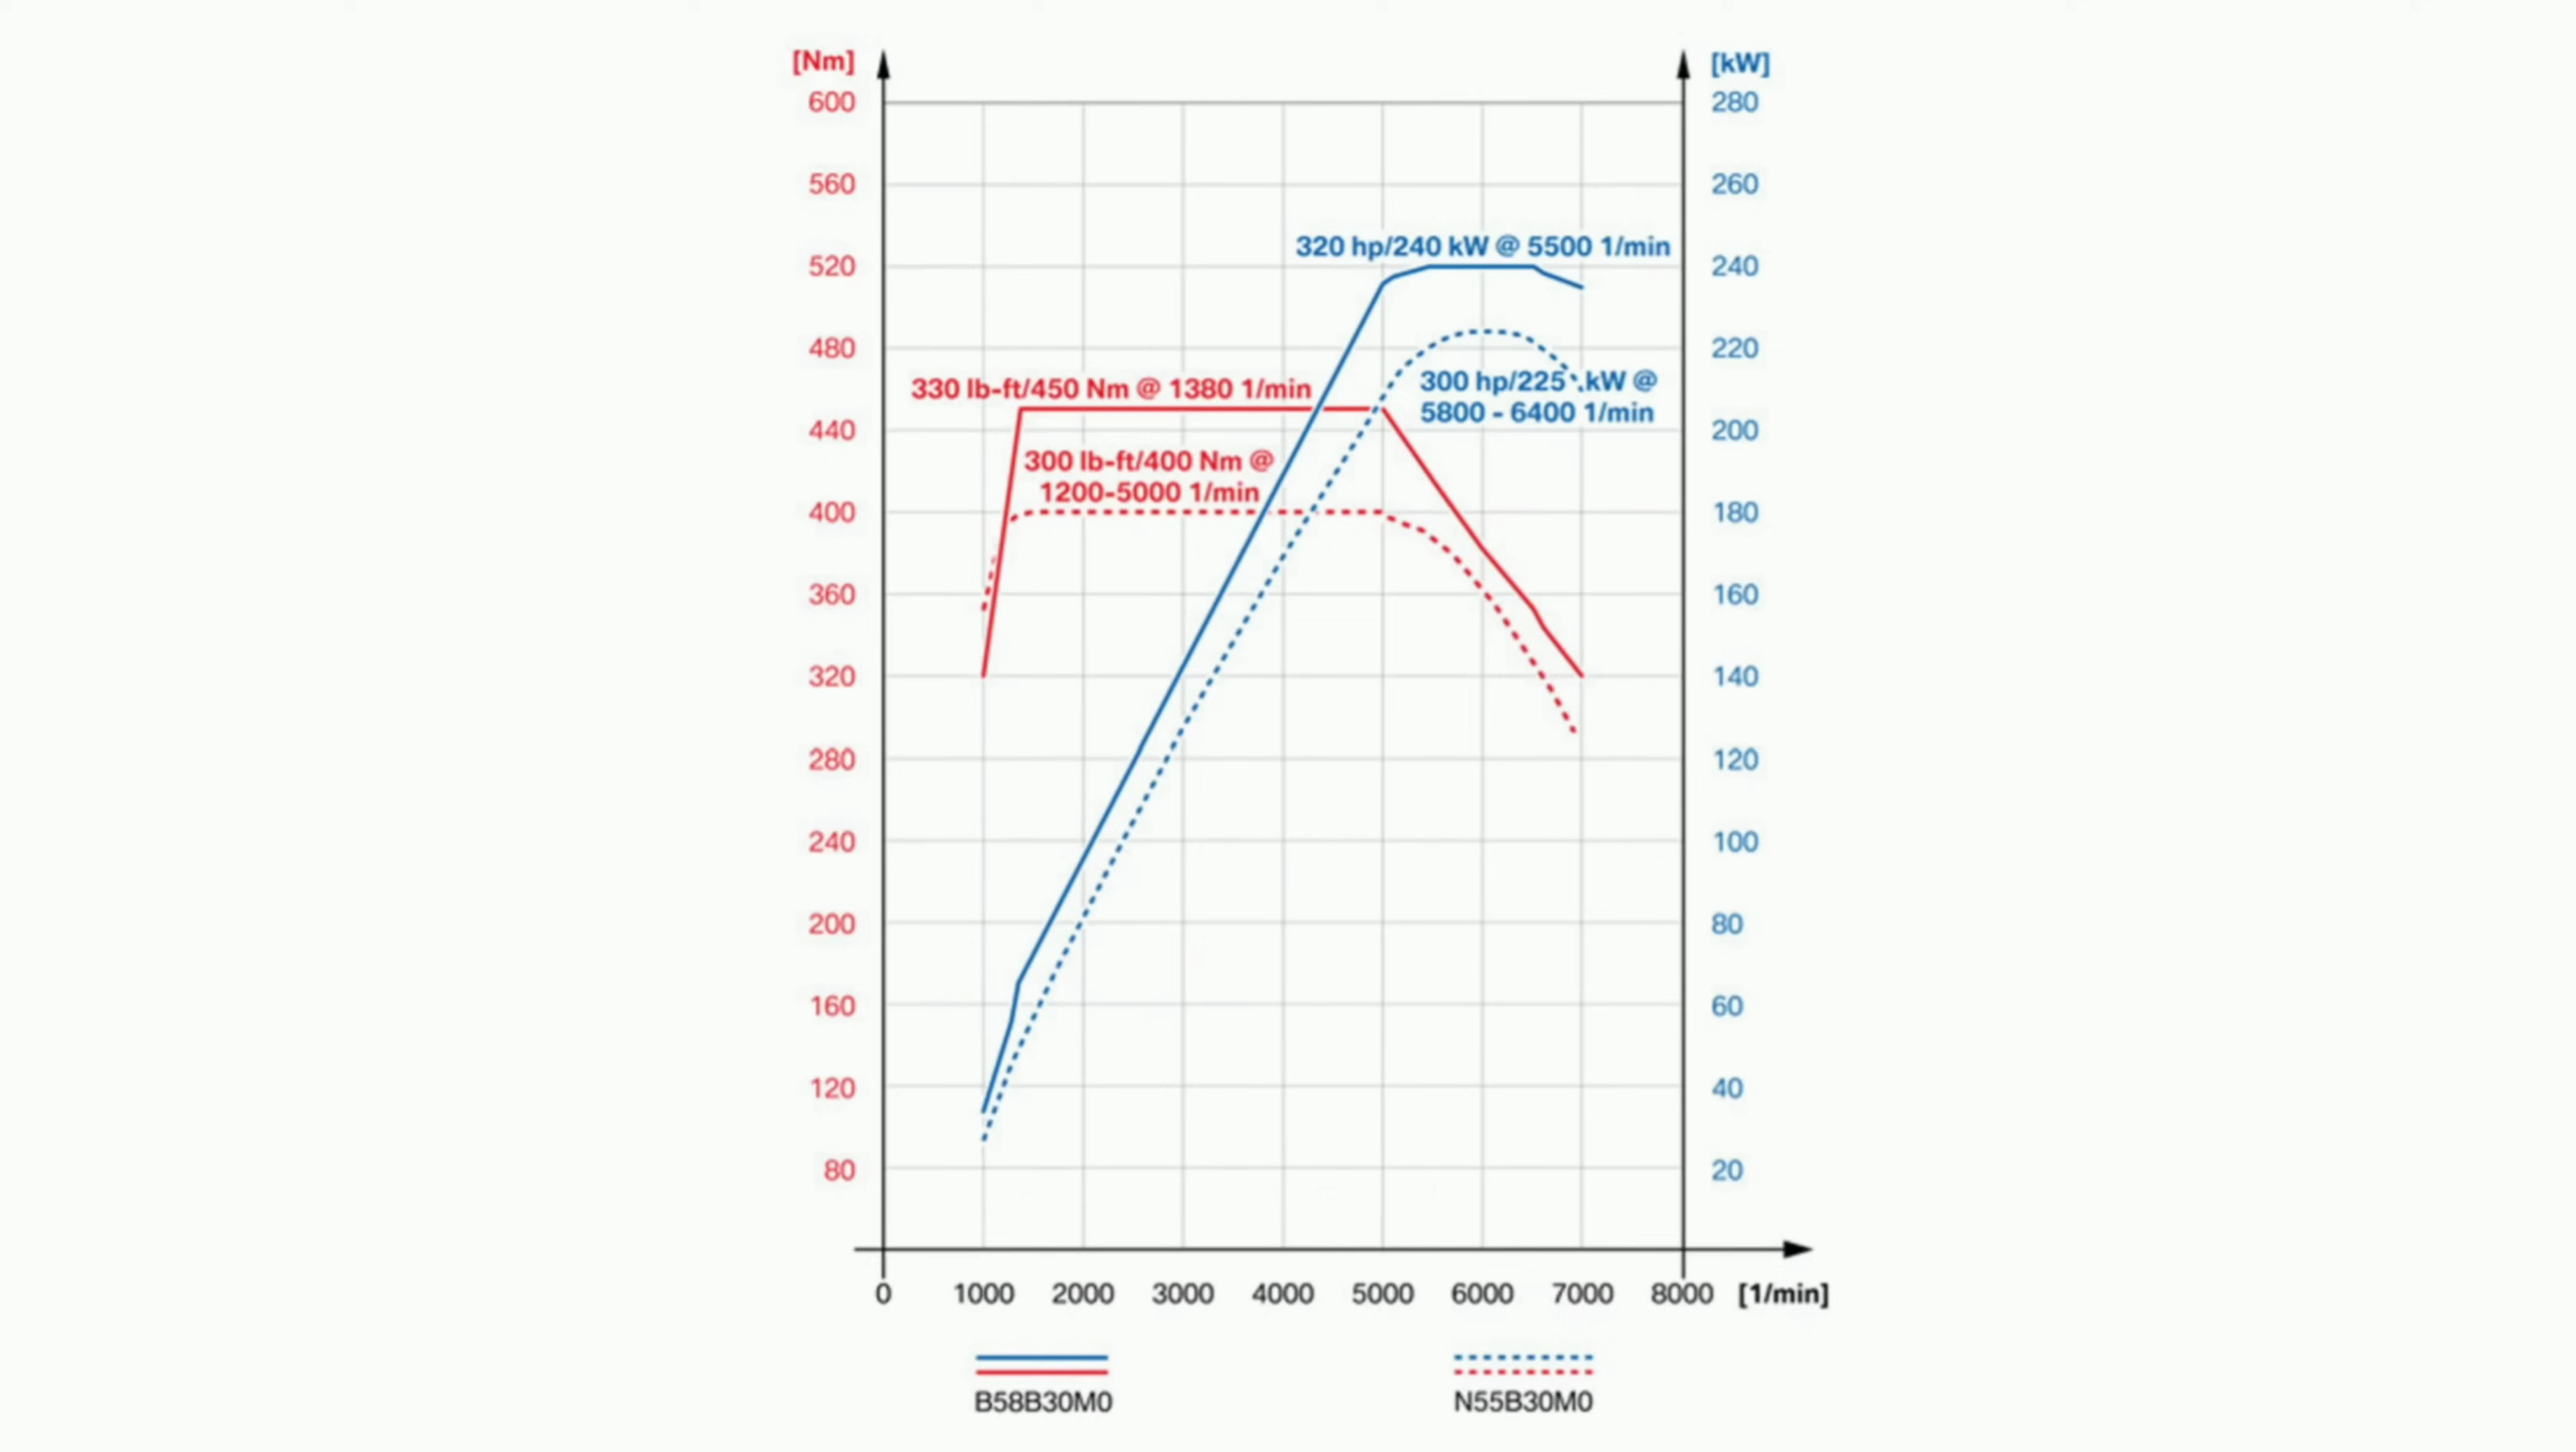 [Nm]
[kW]
600
280
560
260
320 hp/240 kW @ 5500 1/min
520
240
480
220
330 lb-ft/450 Nm @ 1380 1/min
300 hp/225 kW @
5800 - 6400 1/min
440
200
300 lb-ft/400 Nm @
1200-5000 1/min
400
180
360
160
320
140
280
120
240
100
200
80
160
60
120
40
80
20
0 1000 2000 3000 4000 5000 6000 7000 8000 [1/min]
B58B30M0
N55B30M0